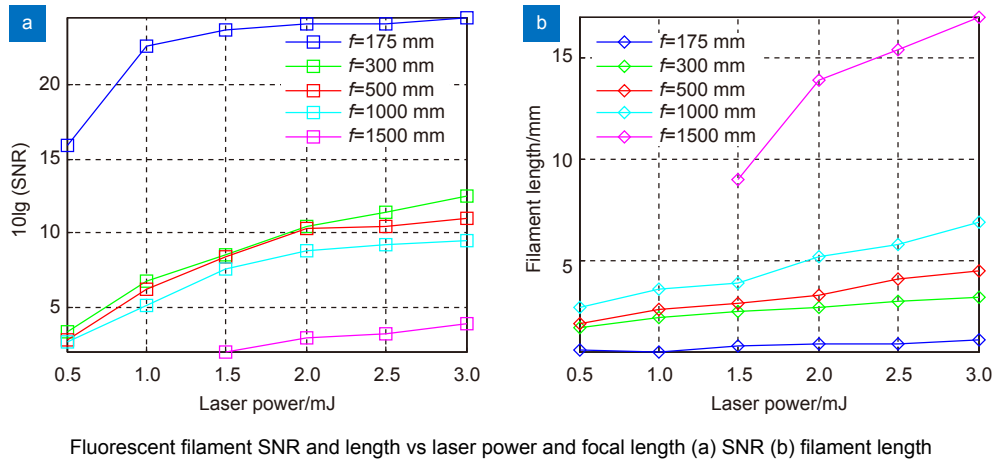 a
20
15
10
5
10lg (SNR)
f=175 mm
f=300 mm
f=500 mm
f=1000 mm
f=1500 mm
0.5 1.0 1.5 2.0 2.5 3.0
Laser power/mJ
b
15
10
5
Filament length/mm
f=175 mm
f=300 mm
f=500 mm
f=1000 mm
f=1500 mm
0.5 1.0 1.5 2.0 2.5 3.0
Laser power/mJ
Fluorescent filament SNR and length vs laser power and focal length (a) SNR (b) filament length